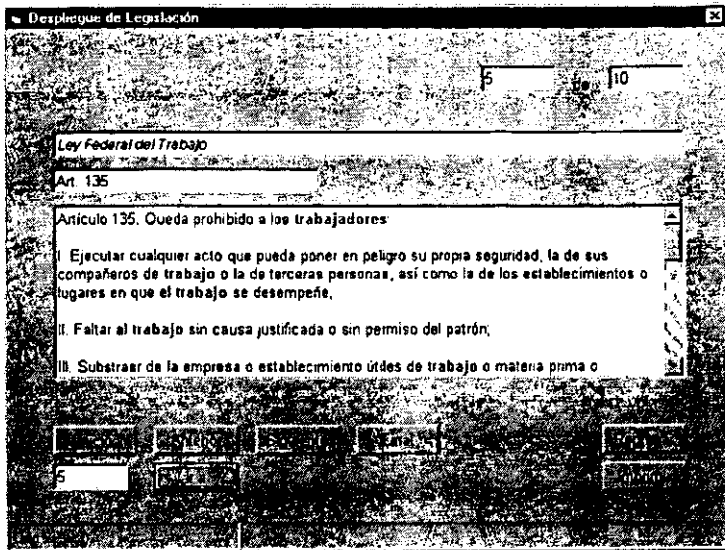 Despliegue de Legislación
5 de 10
Ley Federal del Trabajo
Art. 135
Artículo 135. Queda prohibido a los trabajadores:
I. Ejecutar cualquier acto que pueda poner en peligro su propia seguridad, la de sus
compañeros de trabajo o la de terceras personas, así como la de los establecimientos o
lugares en que el trabajo se desempeñe,
II. Faltar al trabajo sin causa justificada o sin permiso del patrón;
III. Substraer de la empresa o establecimiento útiles de trabajo o materia prima o
5